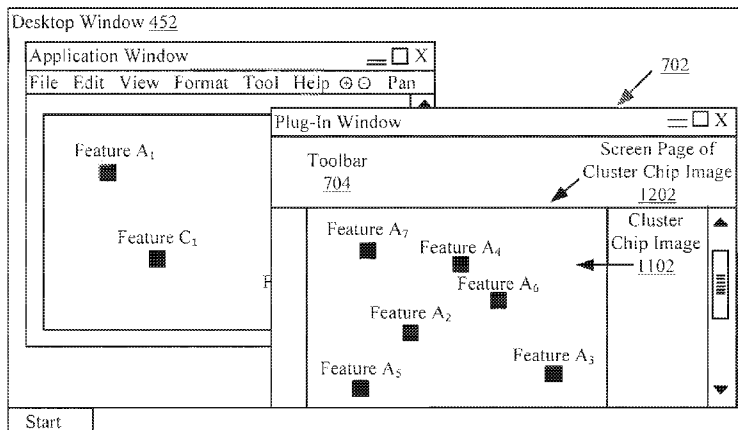 Desktop Window 452
Application Window X
File Edit View Format Tool Help Pan
702
Plug-In Window X
Feature A1
Toolbar
704
Screen Page of
Cluster Chip Image
1202
Feature C1
Feature A7
Cluster
Chip Image
1102
Feature A4
Feature A6
Feature A2
Feature A3
Feature A5
Start